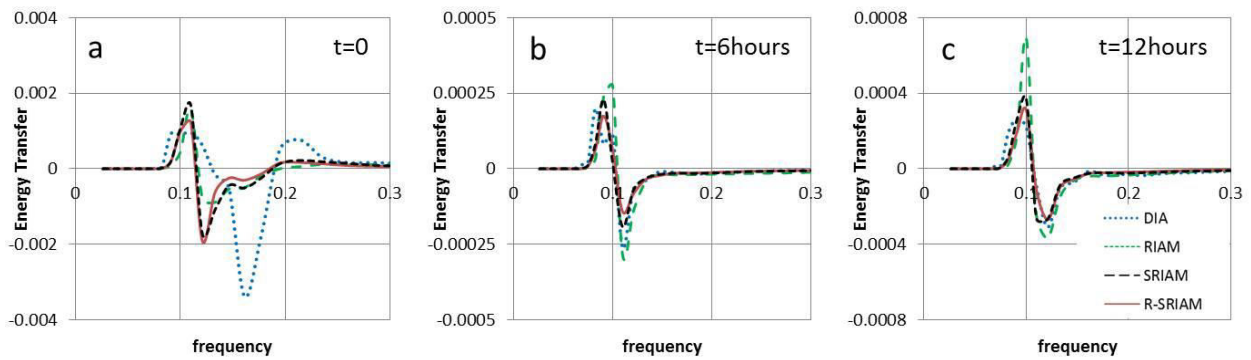 a
t=0
0.004
0.002
0
-0.002
-0.004
0
0.1
0.2
0.3
Energy Transfer
frequency
b
t=6hours
0.0005
0.00025
0
-0.00025
-0.0005
0
0.1
0.2
0.3
Energy Transfer
frequency
c
t=12hours
0.0008
0.0004
0
-0.0004
-0.0008
0
0.1
0.2
0.3
Energy Transfer
frequency
DIA
RIAM
SRIAM
R-SRIAM